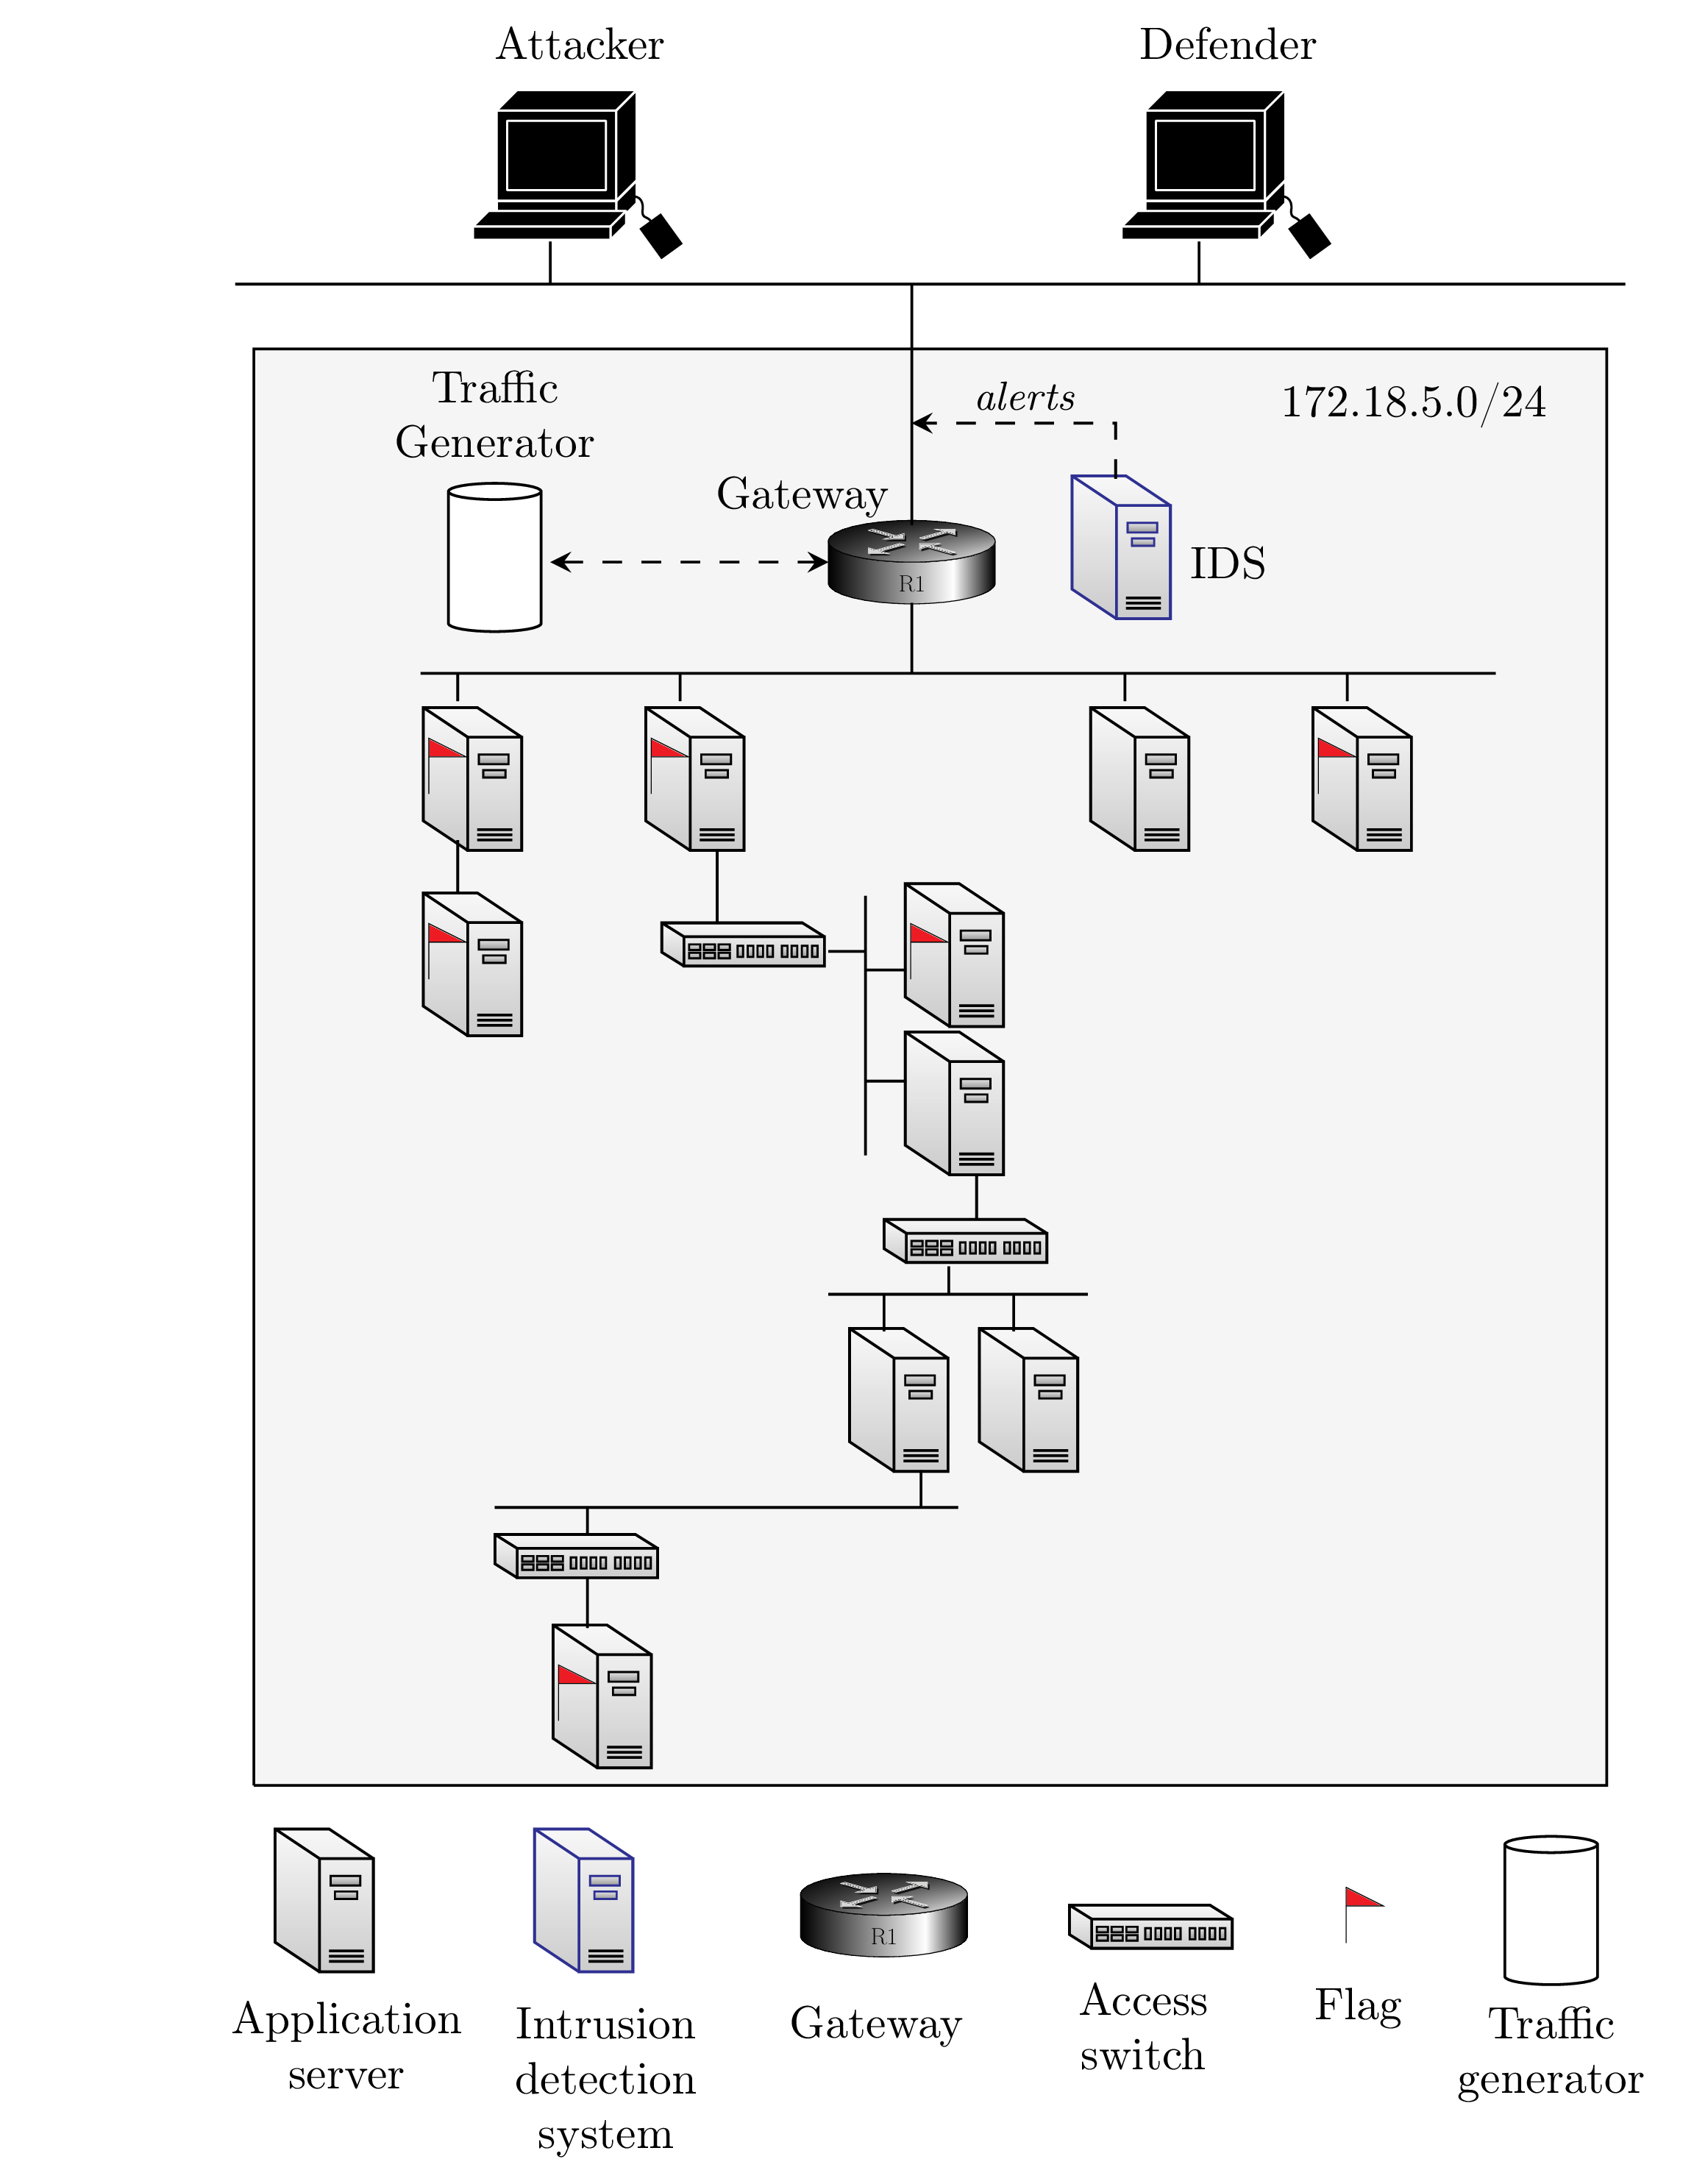 Attacker
Defender
Traffic
Generator
alerts
172.18.5.0/24
Gateway
R1
IDS
R1
Application
server
Intrusion
detection
system
Gateway
Access
switch
Flag
Traffic
generator